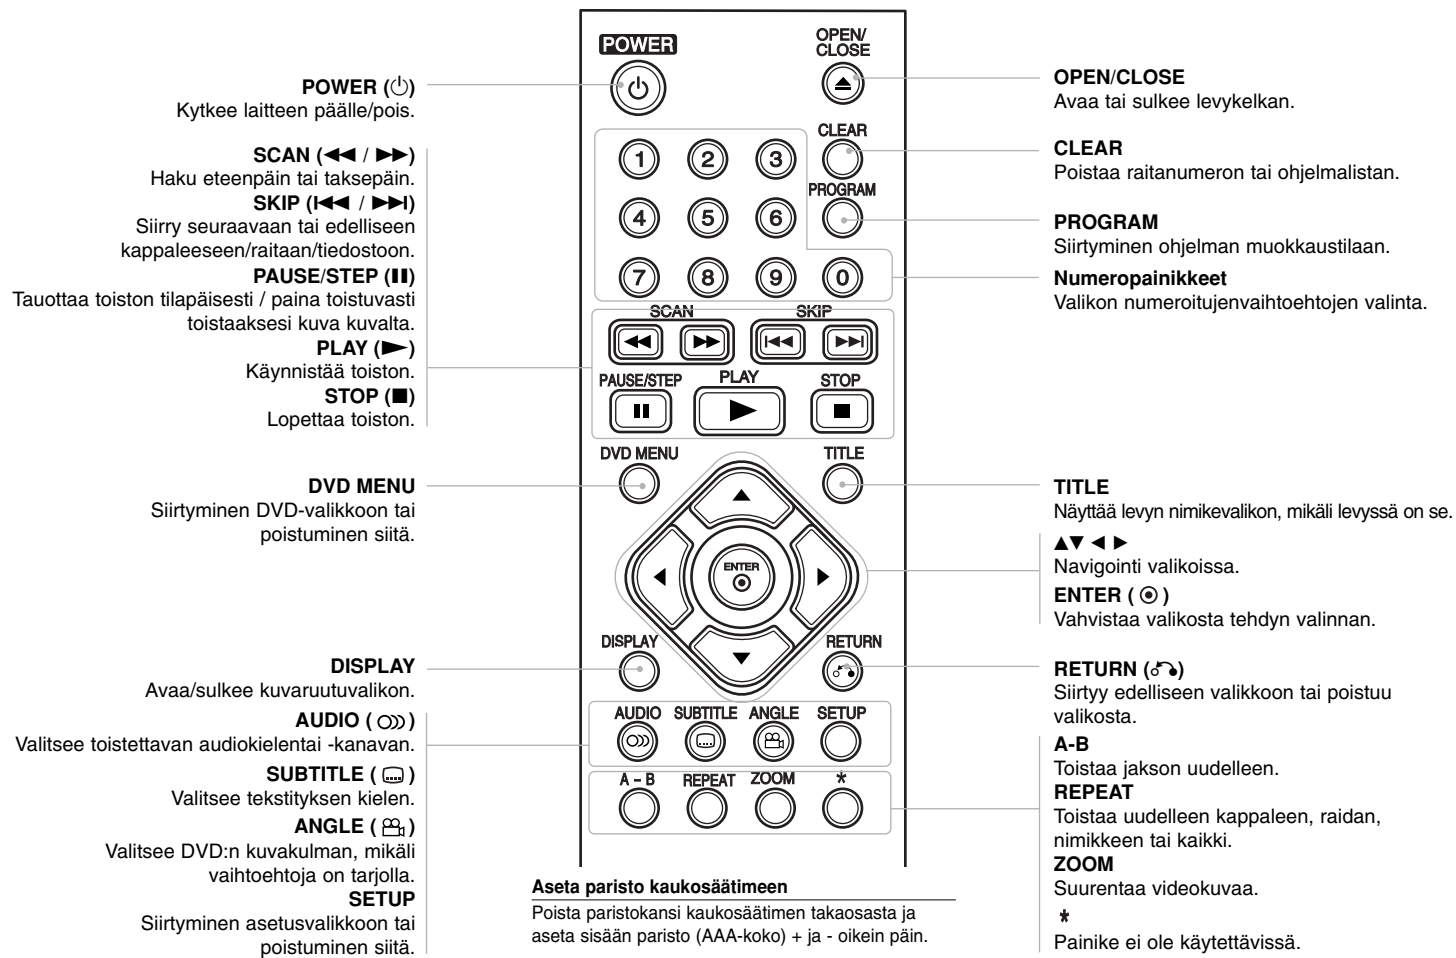 POWER (⏻)
Kytkee laitteen päälle/pois.
SCAN (◀◀ / ▶▶)
Haku eteenpäin tai taksepäin.
SKIP (I◀◀ / ▶▶I)
Siirry seuraavaan tai edelliseen
kappaleeseen/raitaan/tiedostoon.
PAUSE/STEP (II)
Tauottaa toiston tilapäisesti / paina toistuvasti
toistaaksesi kuva kuvalta.
PLAY (▶)
Käynnistää toiston.
STOP (■)
Lopettaa toiston.
DVD MENU
Siirtyminen DVD-valikkoon tai
poistuminen siitä.
DISPLAY
Avaa/sulkee kuvaruutuvalikon.
AUDIO ( )
Valitsee toistettavan audiokielentai -kanavan.
SUBTITLE ( )
Valitsee tekstityksen kielen.
ANGLE ( )
Valitsee DVD:n kuvakulman, mikäli
vaihtoehtoja on tarjolla.
SETUP
Siirtyminen asetusvalikkoon tai
poistuminen siitä.
POWER
OPEN/
CLOSE
CLEAR
1 2 3
PROGRAM
4 5 6
7 8 9 0
SCAN SKIP
PAUSE/STEP PLAY STOP
DVD MENU TITLE
ENTER
DISPLAY RETURN
AUDIO SUBTITLE ANGLE SETUP
A – B REPEAT ZOOM *
Aseta paristo kaukosäätimeen
Poista paristokansi kaukosäätimen takaosasta ja
aseta sisään paristo (AAA-koko) + ja - oikein päin.
OPEN/CLOSE
Avaa tai sulkee levykelkan.
CLEAR
Poistaa raitanumeron tai ohjelmalistan.
PROGRAM
Siirtyminen ohjelman muokkaustilaan.
Numeropainikkeet
Valikon numeroitujenvaihtoehtojen valinta.
TITLE
Näyttää levyn nimikevalikon, mikäli levyssä on se.
▲▼ ◀ ▶
Navigointi valikoissa.
ENTER ( ◉ )
Vahvistaa valikosta tehdyn valinnan.
RETURN ( )
Siirtyy edelliseen valikkoon tai poistuu
valikosta.
A-B
Toistaa jakson uudelleen.
REPEAT
Toistaa uudelleen kappaleen, raidan,
nimikkeen tai kaikki.
ZOOM
Suurentaa videokuvaa.
*
Painike ei ole käytettävissä.